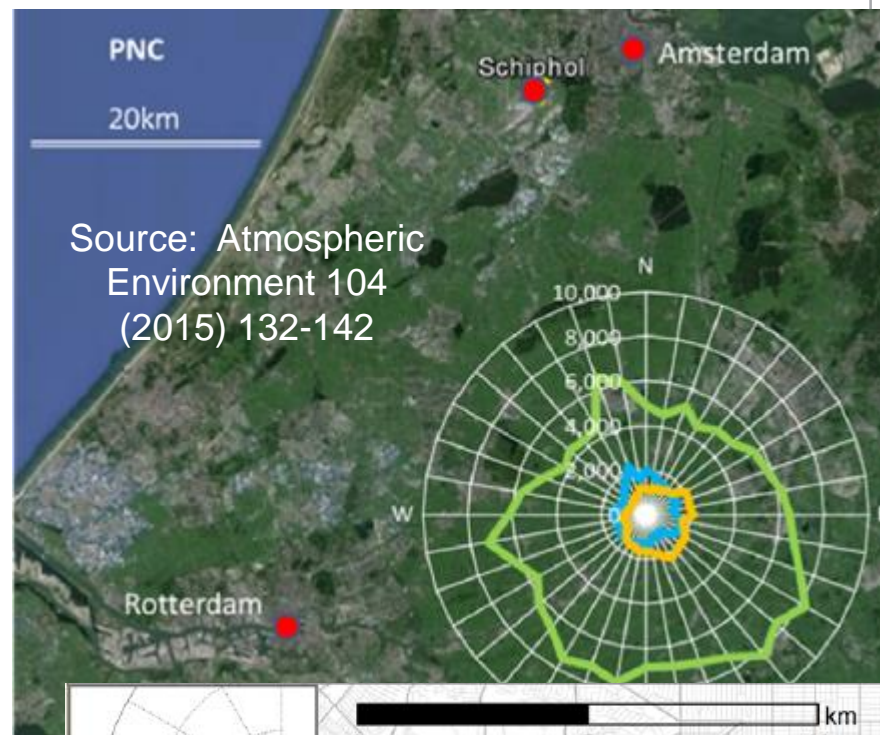 PNC
Amsterdam
Schiphol
20km
Source: Atmospheric
Environment 104
(2015) 132-142
N
10,000
8,000
6,000
4,000
2,000
0
W
Rotterdam
km